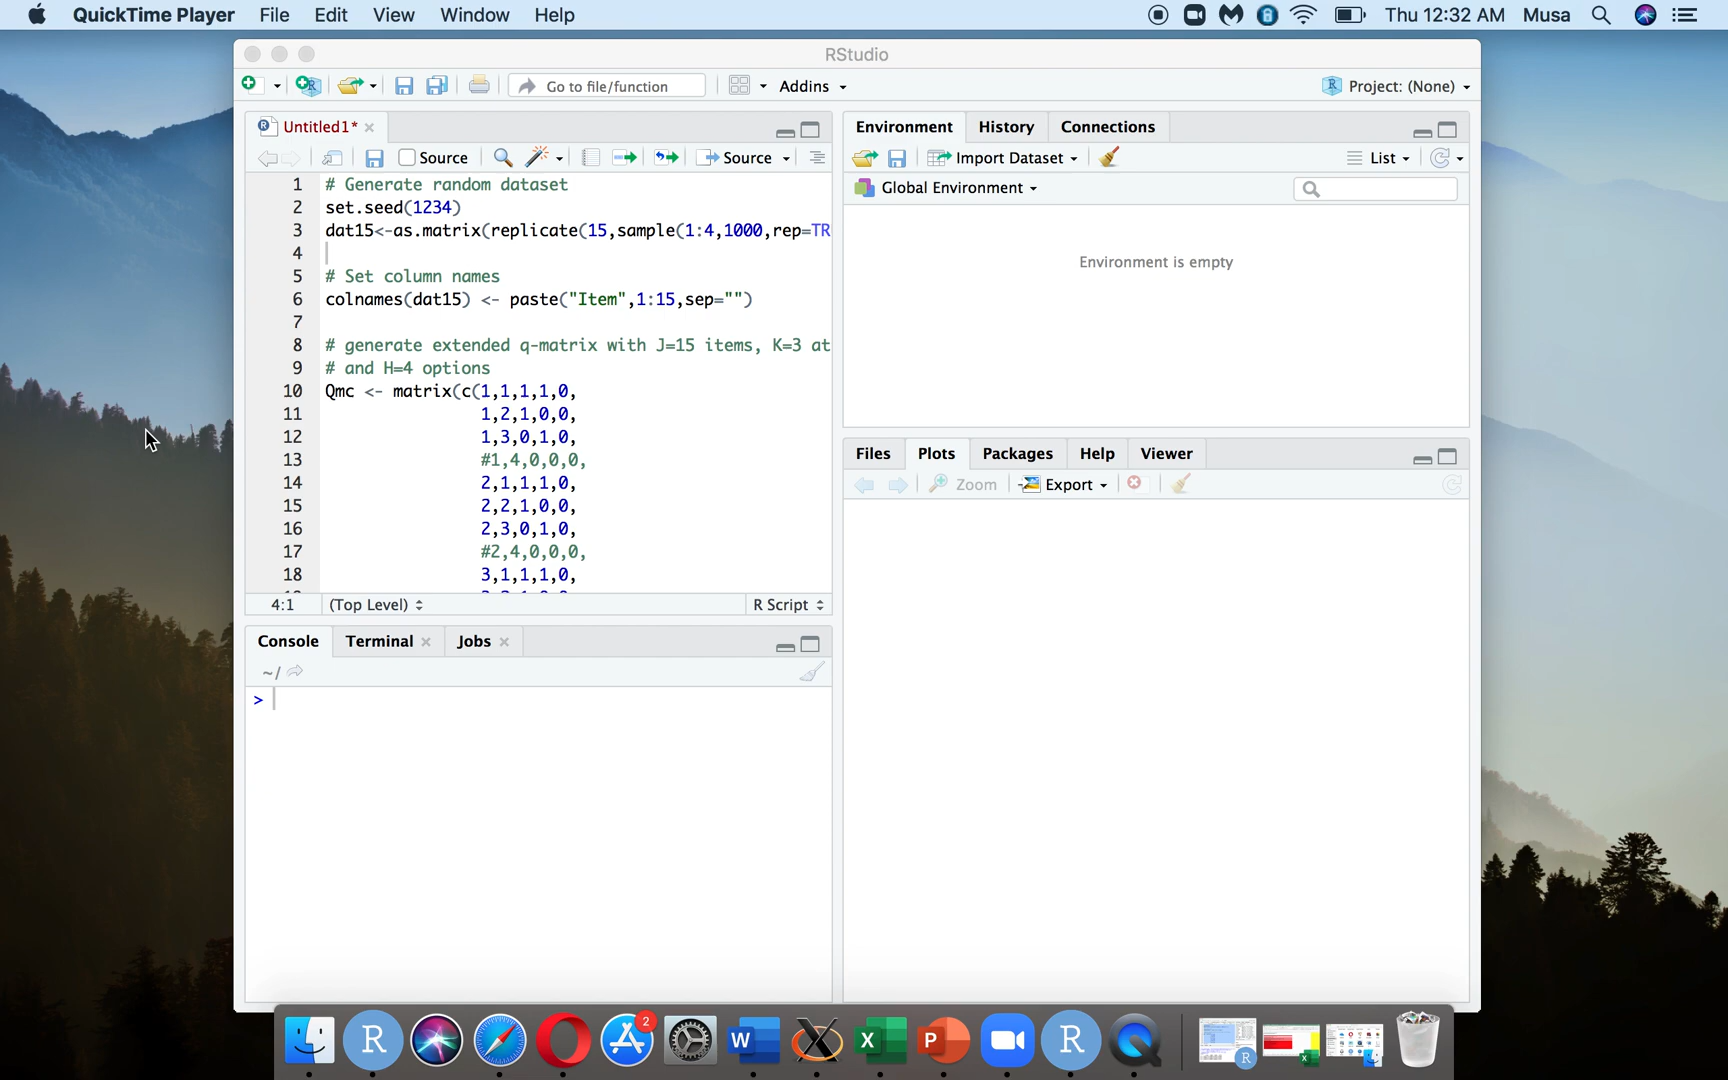 QuickTime Player File Edit View Window Help Thu 12:32 AM Musa
RStudio
Go to file/function Addins Project: (None)
Untitled1*
Source Source
1 # Generate random dataset
2 set.seed(1234)
3 dat15<-as.matrix(replicate(15,sample(1:4,1000,rep=TR
4
5 # Set column names
6 colnames(dat15) <- paste("Item",1:15,sep="")
7
8 # generate extended q-matrix with J=15 items, K=3 at
9 # and H=4 options
10 Qmc <- matrix(c(1,1,1,1,0,
11 1,2,1,0,0,
12 1,3,0,1,0,
13 #1,4,0,0,0,
14 2,1,1,1,0,
15 2,2,1,0,0,
16 2,3,0,1,0,
17 #2,4,0,0,0,
18 3,1,1,1,0,
4:1 (Top Level) R Script
Console Terminal Jobs
~/
>
Environment History Connections
Import Dataset List
Global Environment
Environment is empty
Files Plots Packages Help Viewer
Zoom Export
R 2 W X P R